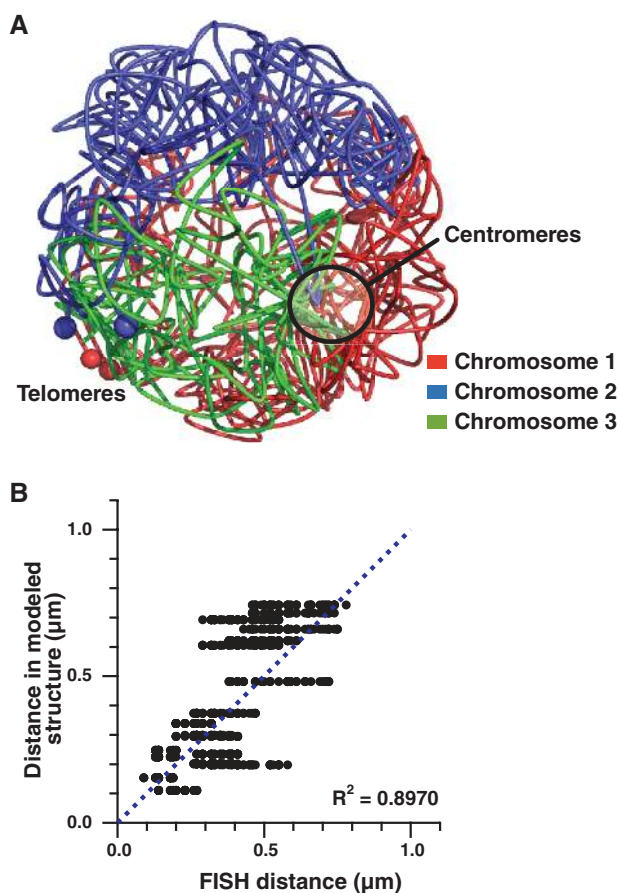 A
Centromeres
Telomeres
Chromosome 1
Chromosome 2
Chromosome 3
B
1.0
0.5
0.0
Distance in modeled
structure (μm)
R² = 0.8970
0.0 0.5 1.0
FISH distance (μm)